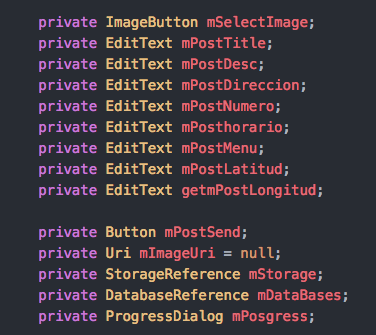 private ImageButton mSelectImage;
private EditText mPostTitle;
private EditText mPostDesc;
private EditText mPostDireccion;
private EditText mPostNumero;
private EditText mPosthorario;
private EditText mPostMenu;
private EditText mPostLatitud;
private EditText getmPostLongitud;
private Button mPostSend;
private Uri mImageUri = null;
private StorageReference mStorage;
private DatabaseReference mDataBases;
private ProgressDialog mPosgress;